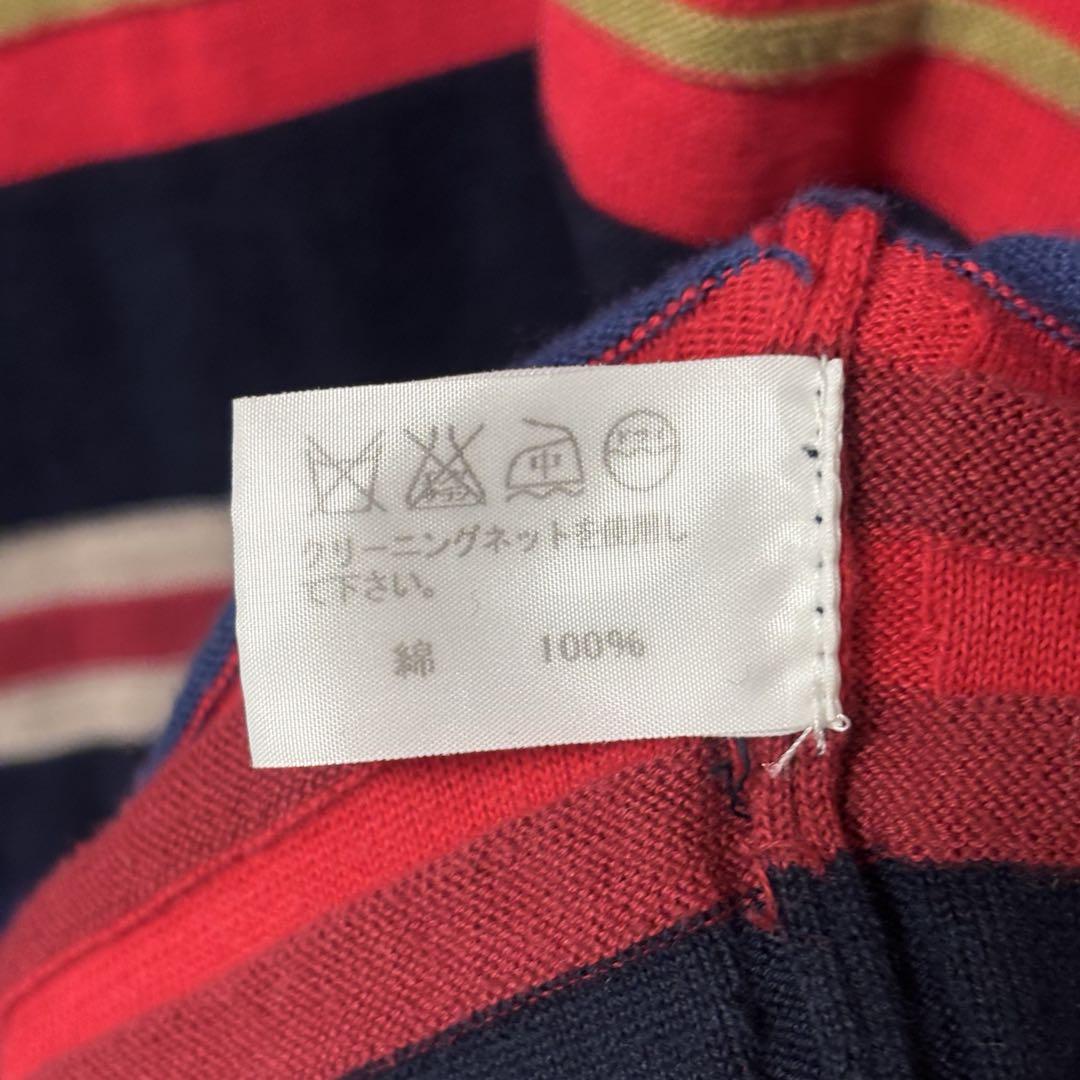 中
クリーニングネットを使用し
て下さい。
綿 100%